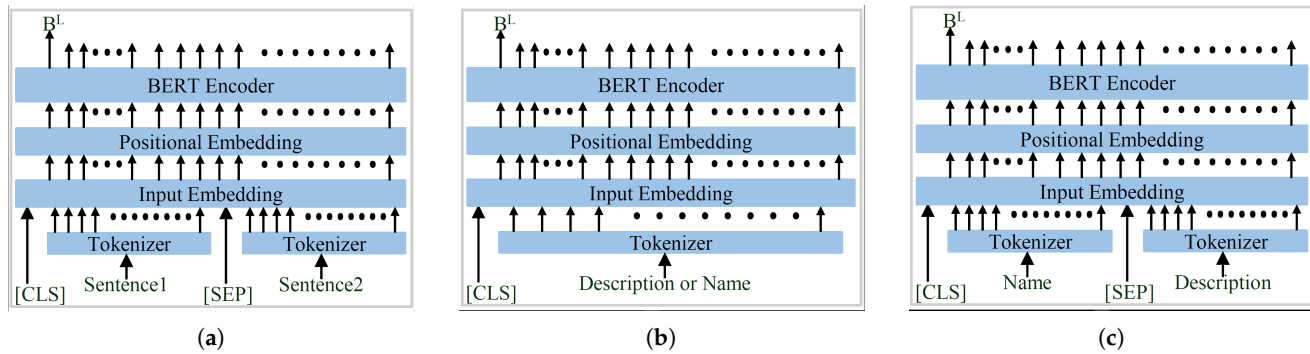 B^L
BERT Encoder
Positional Embedding
Input Embedding
Tokenizer Tokenizer
Sentence1 Sentence2
[CLS] [SEP]
(a)
B^L
BERT Encoder
Positional Embedding
Input Embedding
Tokenizer
Description or Name
[CLS]
(b)
B^L
BERT Encoder
Positional Embedding
Input Embedding
Tokenizer Tokenizer
Name Description
[CLS] [SEP]
(c)